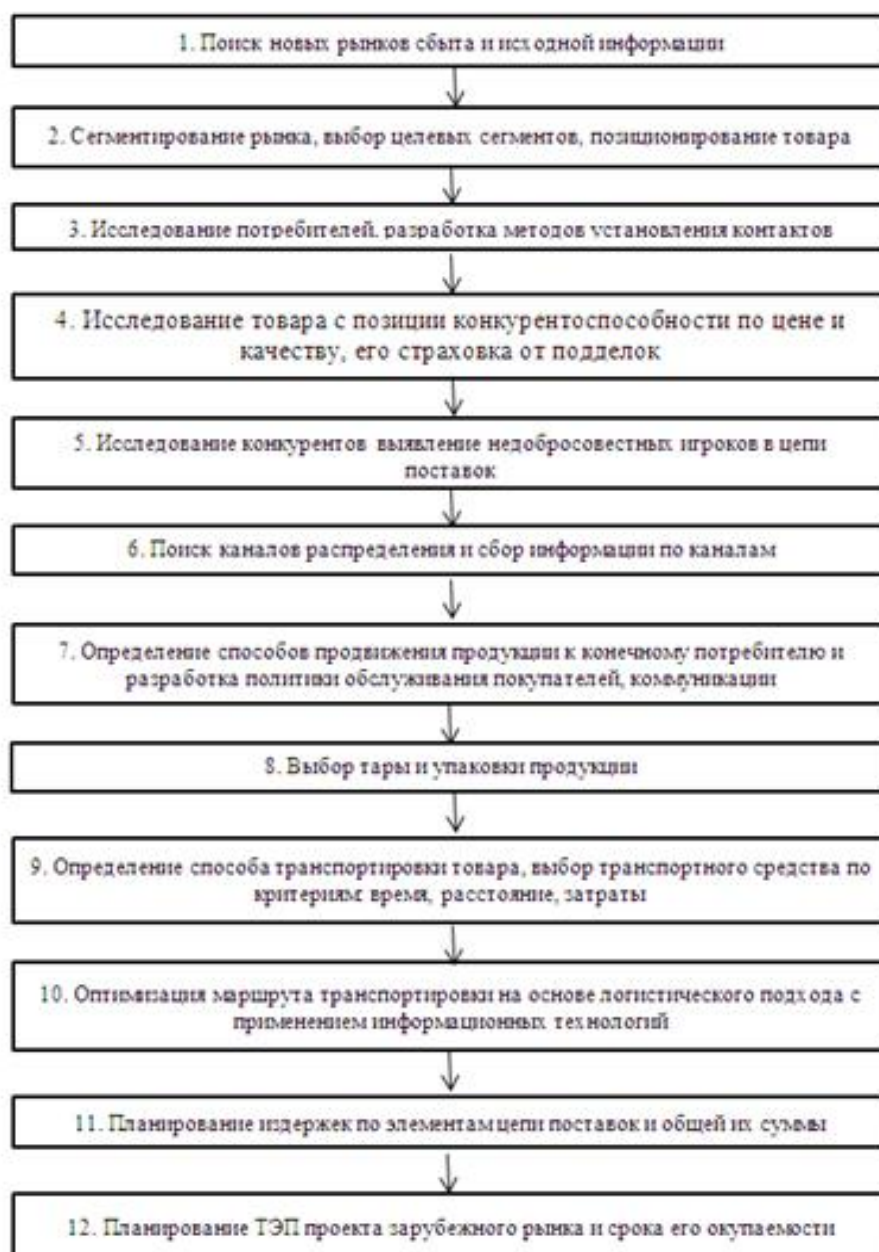 1. Поиск новых рынков сбыта и исходной информации
2. Сегментирование рынка, выбор целевых сегментов, позиционирование товара
3. Исследование потребителей, разработка методов установления контактов
4. Исследование товара с позиции конкурентоспособности по цене и
качеству, его страховка от подделок
5. Исследование конкурентов выявление недобросовестных игроков в цепи
поставок
6. Поиск каналов распределения и сбор информации по каналам
7. Определение способов продвижения продукции к конечному потребителю и
разработка политики обслуживания покупателей, коммуникации
8. Выбор тары и упаковки продукции
9. Определение способа транспортировки товара, выбор транспортного средства по
критериям: время, расстояние, затраты
10. Оптимизация маршрута транспортировки на основе логистического подхода с
применением информационных технологий
11. Планирование издержек по элементам цепи поставок и общей их суммы
12. Планирование ТЭП проекта зарубежного рынка и срока его окупаемости